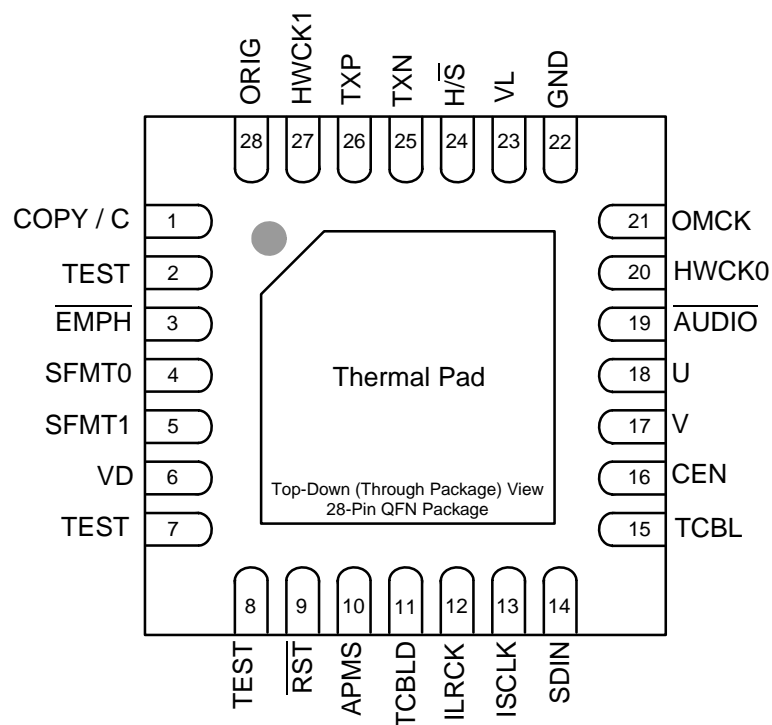 ORIG
HWCK1
TXP
TXN
H/S̅
VL
GND
28
27
26
25
24
23
22
COPY / C 1
TEST 2
E̅M̅P̅H̅ 3
SFMT0 4
SFMT1 5
VD 6
TEST 7
21 OMCK
20 HWCK0
19 A̅U̅D̅I̅O̅
18 U
17 V
16 CEN
15 TCBL
Thermal Pad
Top-Down (Through Package) View
28-Pin QFN Package
8
9
10
11
12
13
14
TEST
R̅S̅T̅
APMS
TCBLD
ILRCK
ISCLK
SDIN